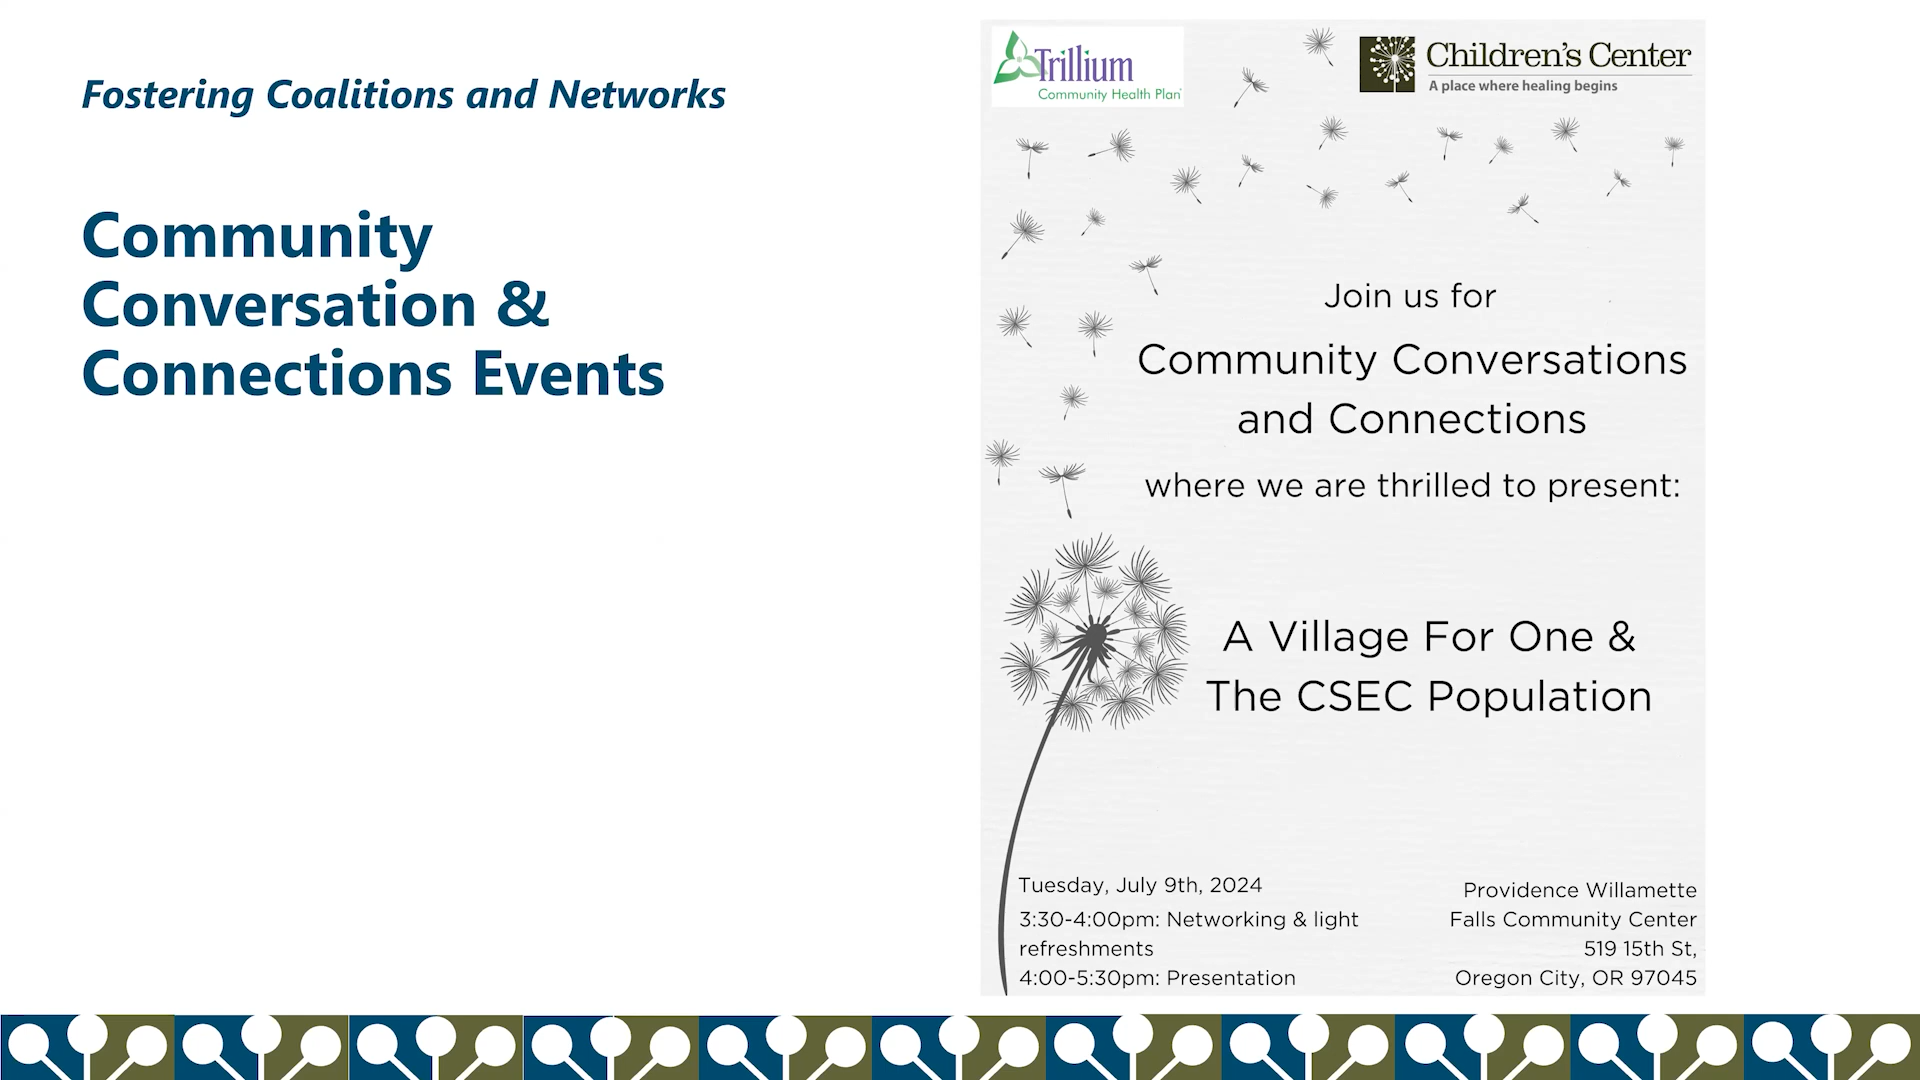 Fostering Coalitions and Networks
Community
Conversation &
Connections Events
Trillium
Community Health Plan
Children's Center
A place where healing begins
Join us for
Community Conversations
and Connections
where we are thrilled to present:
A Village For One &
The CSEC Population
Tuesday, July 9th, 2024
3:30-4:00pm: Networking & light
refreshments
4:00-5:30pm: Presentation
Providence Willamette
Falls Community Center
519 15th St,
Oregon City, OR 97045